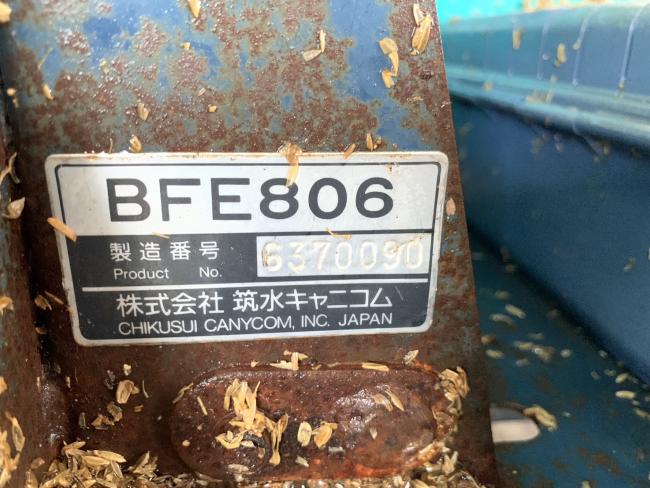 BFE806
製造番号
Product No. 6370090
株式会社 筑水キャニコム
CHIKUSUI CANYCOM, INC. JAPAN